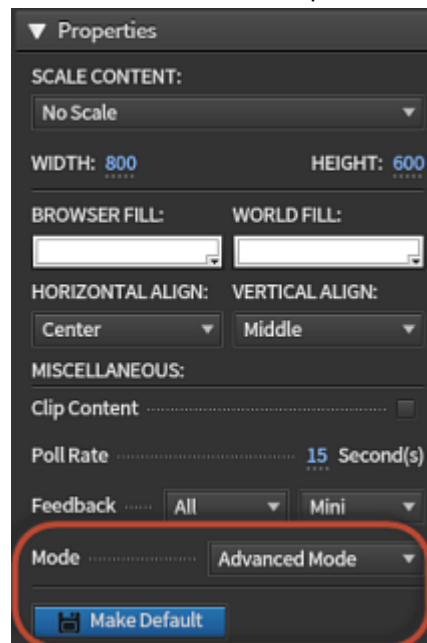 Properties
SCALE CONTENT:
No Scale
WIDTH: 800 HEIGHT: 600
BROWSER FILL: WORLD FILL:
HORIZONTAL ALIGN: VERTICAL ALIGN:
Center Middle
MISCELLANEOUS:
Clip Content
Poll Rate 15 Second(s)
Feedback All Mini
Mode Advanced Mode
Make Default